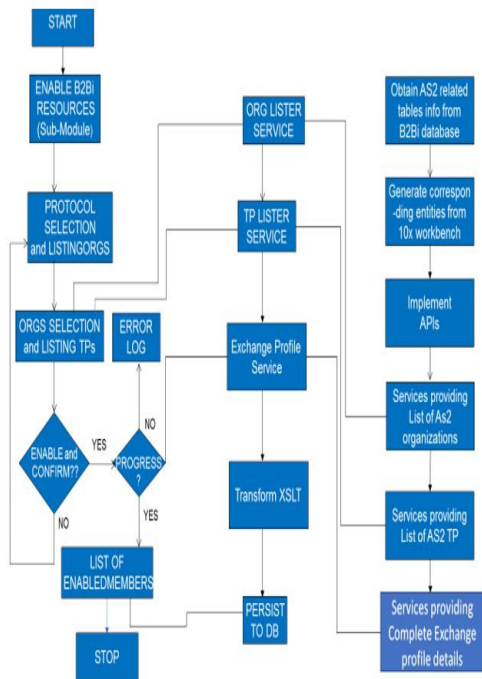 START
ENABLE B2Bi
RESOURCES
(Sub-Module)
PROTOCOL
SELECTION
and LISTINGORGS
ORGS SELECTION
and LISTING TPs
ERROR
LOG
ENABLE and
CONFIRM??
YES
NO
PROGRESS
?
NO
YES
LIST OF
ENABLEDMEMBERS
STOP
ORG LISTER
SERVICE
TP LISTER
SERVICE
Exchange Profile
Service
Transform XSLT
PERSIST
TO DB
Obtain AS2 related
tables info from
B2Bi database
Generate correspon
-ding entities from
10x workbench
Implement
APIs
Services providing
List of As2
organizations
Services providing
List of AS2 TP
Services providing
Complete Exchange
profile details